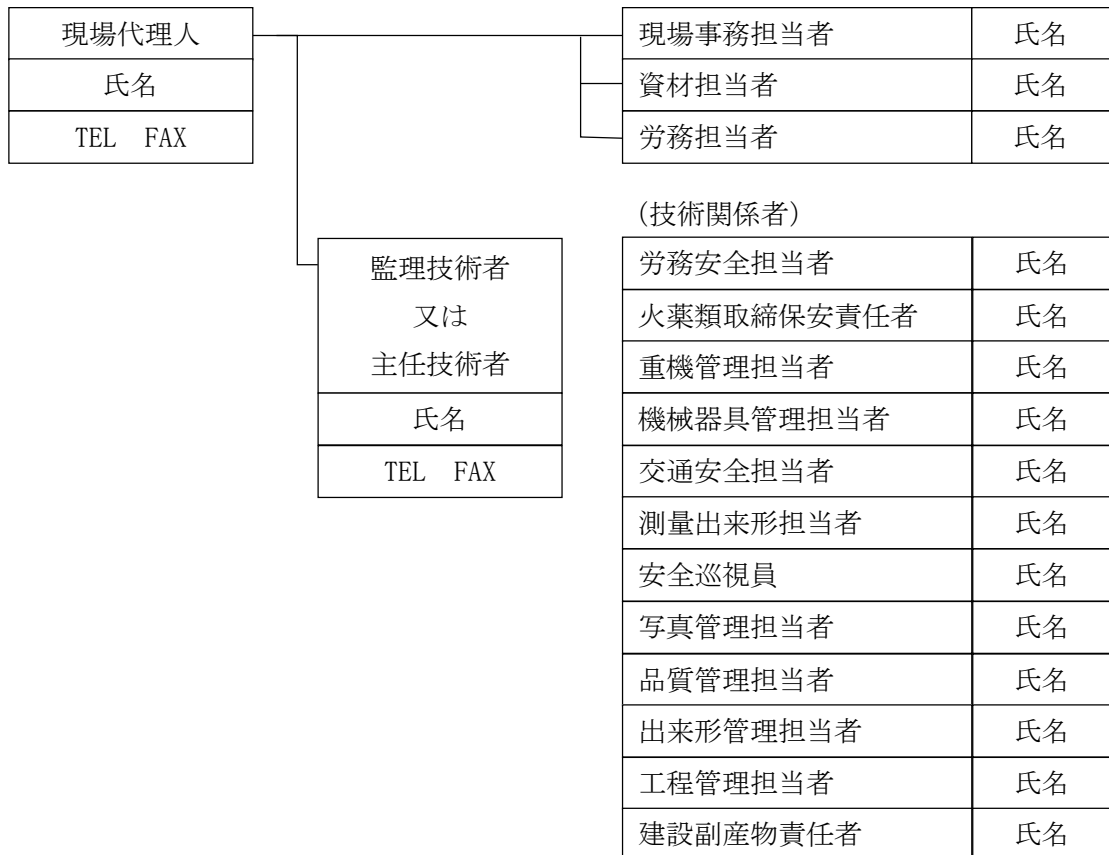 現場代理人
氏名
TEL FAX
現場事務担当者 氏名
資材担当者 氏名
労務担当者 氏名
監理技術者
又は
主任技術者
氏名
TEL FAX
(技術関係者)
労務安全担当者 氏名
火薬類取締保安責任者 氏名
重機管理担当者 氏名
機械器具管理担当者 氏名
交通安全担当者 氏名
測量出来形担当者 氏名
安全巡視員 氏名
写真管理担当者 氏名
品質管理担当者 氏名
出来形管理担当者 氏名
工程管理担当者 氏名
建設副産物責任者 氏名